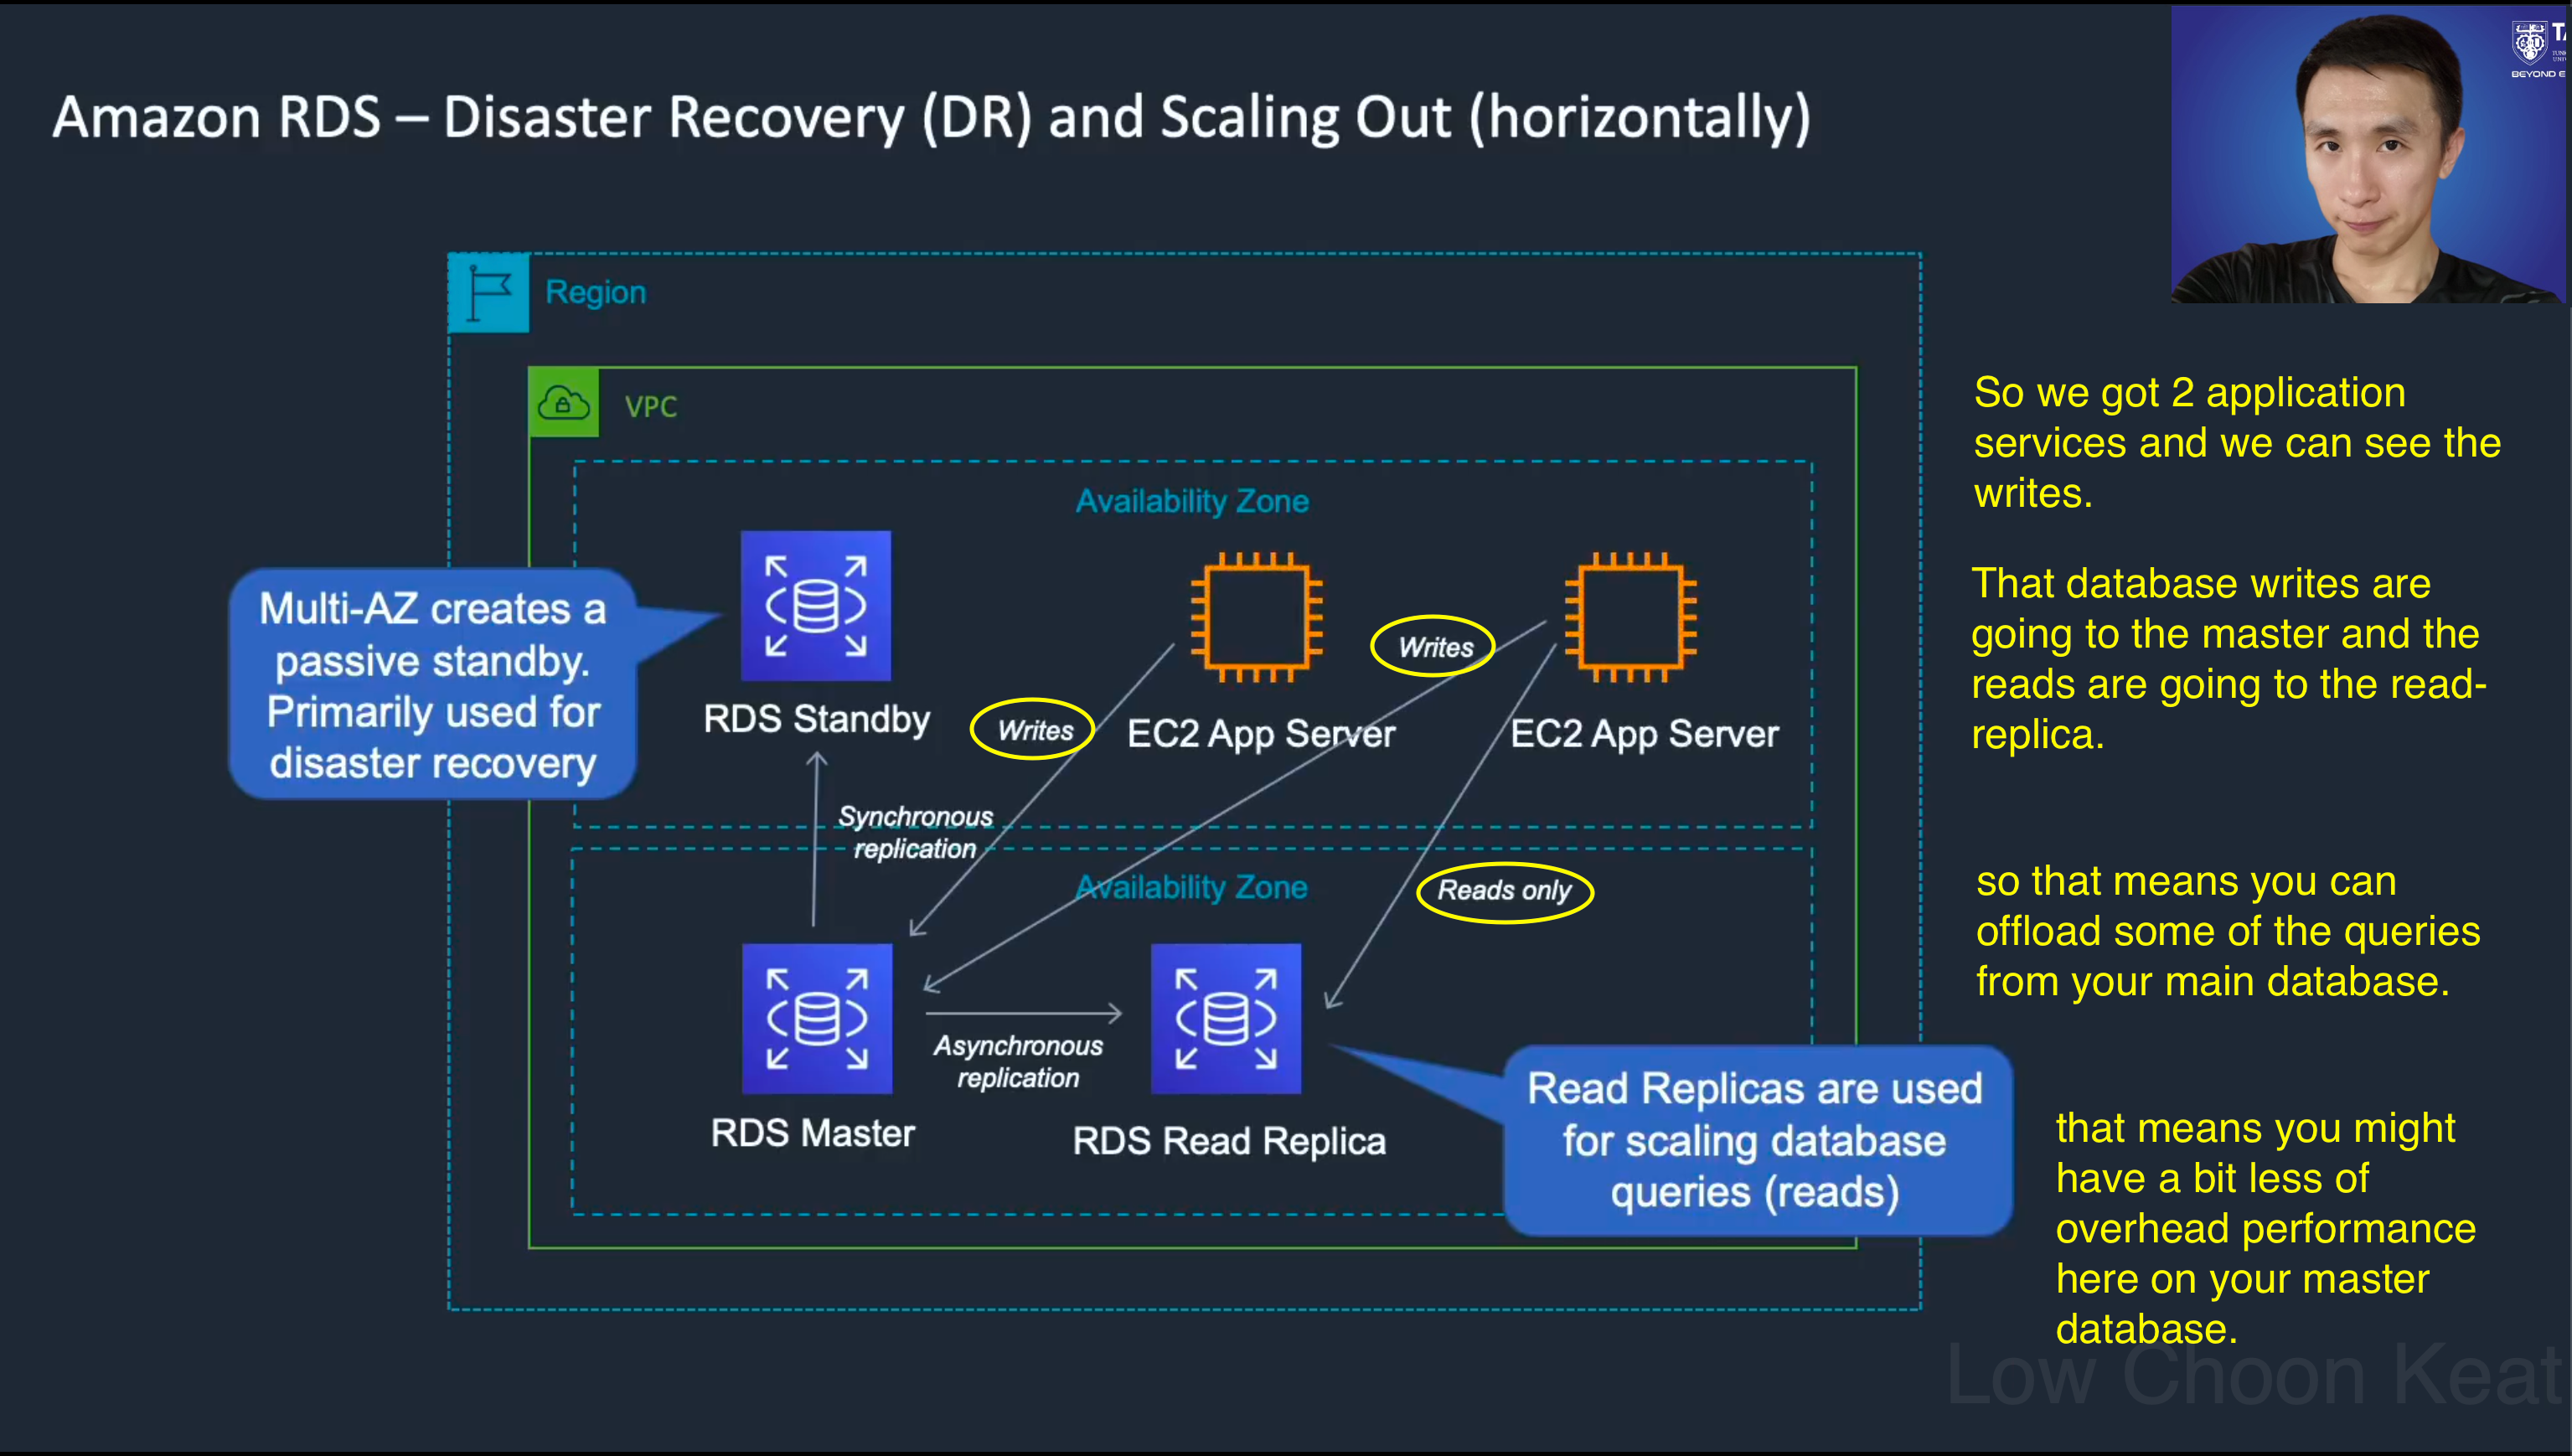 Amazon RDS – Disaster Recovery (DR) and Scaling Out (horizontally)
BEYOND E
Region
VPC
Availability Zone
Multi-AZ creates a
passive standby.
Primarily used for
disaster recovery
RDS Standby
Writes
EC2 App Server
Writes
EC2 App Server
Synchronous
replication
Availability Zone
Reads only
RDS Master
Asynchronous
replication
RDS Read Replica
Read Replicas are used
for scaling database
queries (reads)
So we got 2 application
services and we can see the
writes.
That database writes are
going to the master and the
reads are going to the read-
replica.
so that means you can
offload some of the queries
from your main database.
that means you might
have a bit less of
overhead performance
here on your master
database.
Low Choon Keat